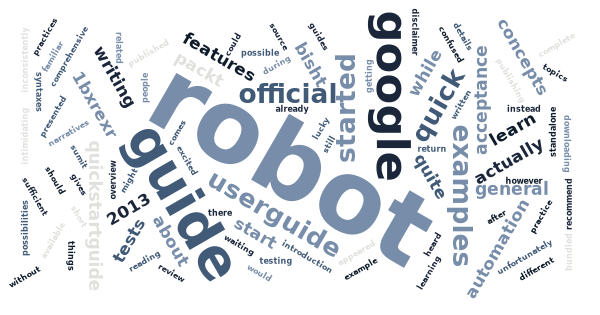 robot
google
guide
official
userguide
started
examples
quick
automation
general
quickstartguide
features
writing
packt
bisht
1bxrexr
concepts
acceptance
learn
actually
while
quite
start
about
tests
2013
possible
during
could
source
guides
getting
disclaimer
confused
details
written
return
instead
however
standalone
downloading
recommend
bundled
complete
topics
publishing
practice
after
unfortunately
different
heard
learning
already
lucky
still
there
waiting
introduction
testing
would
appeared
example
comes
excited
might
overview
people
related
published
comprehensive
familiar
practices
inconsistently
syntaxes
presented
narratives
intimidating
summit
gives
should
sufficient
short
available
possibilities
things
without
reading
review